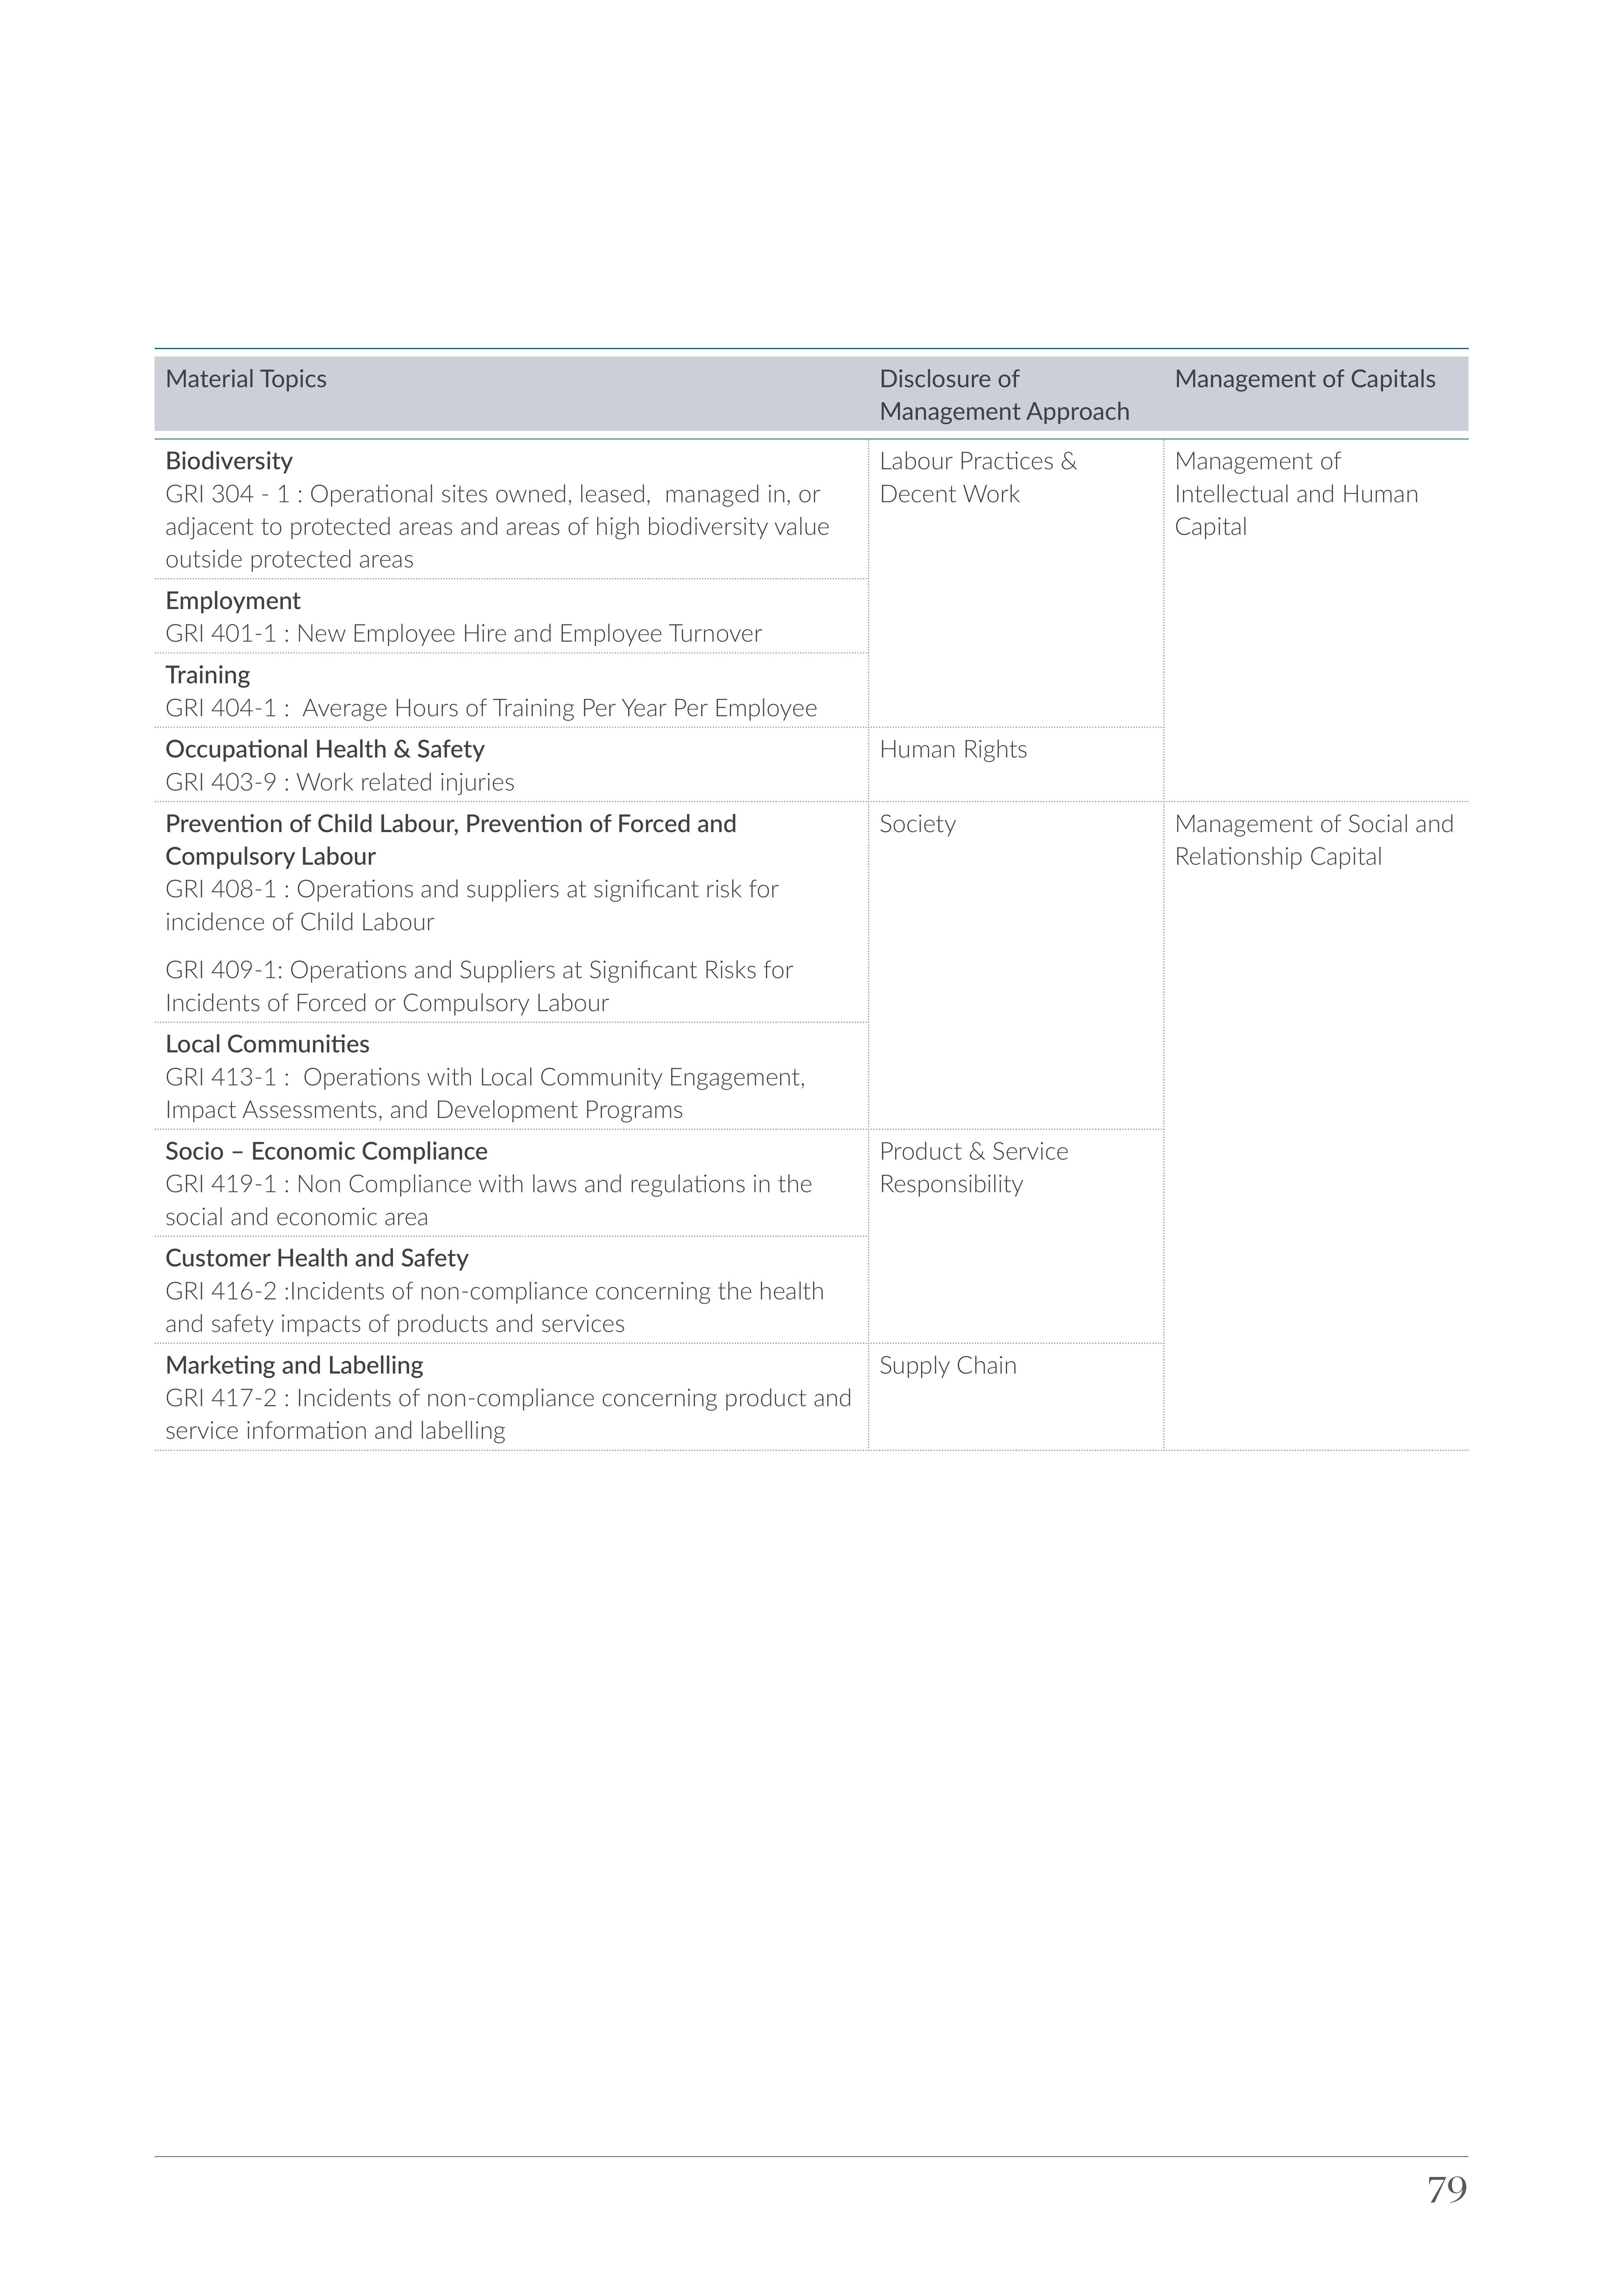 Material Topics
Disclosure of
Management Approach
Management of Capitals
Biodiversity
GRI 304 - 1 : Operational sites owned, leased,  managed in, or
adjacent to protected areas and areas of high biodiversity value
outside protected areas
Labour Practices &
Decent Work
Management of
Intellectual and Human
Capital
Employment
GRI 401-1 : New Employee Hire and Employee Turnover
Training
GRI 404-1 :  Average Hours of Training Per Year Per Employee
Occupational Health & Safety
GRI 403-9 : Work related injuries
Human Rights
Prevention of Child Labour, Prevention of Forced and
Compulsory Labour
GRI 408-1 : Operations and suppliers at significant risk for
incidence of Child Labour
GRI 409-1: Operations and Suppliers at Significant Risks for
Incidents of Forced or Compulsory Labour
Society
Management of Social and
Relationship Capital
Local Communities
GRI 413-1 :  Operations with Local Community Engagement,
Impact Assessments, and Development Programs
Socio – Economic Compliance
GRI 419-1 : Non Compliance with laws and regulations in the
social and economic area
Product & Service
Responsibility
Customer Health and Safety
GRI 416-2 :Incidents of non-compliance concerning the health
and safety impacts of products and services
Marketing and Labelling
GRI 417-2 : Incidents of non-compliance concerning product and
service information and labelling
Supply Chain
79